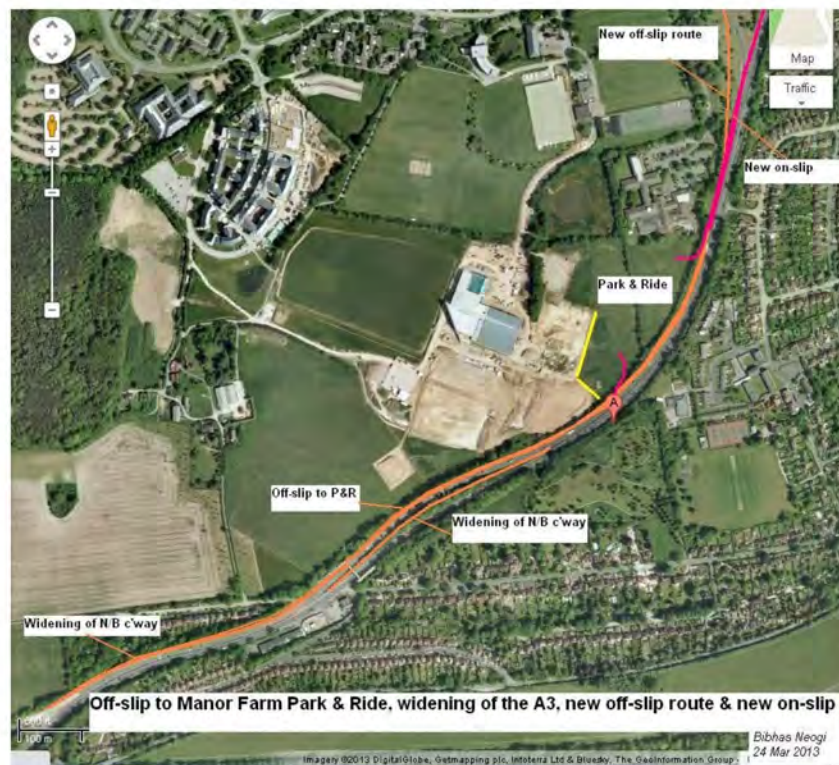 New off-slip route
Map
Traffic
New on-slip
Park & Ride
A
Off-slip to P&R
Widening of N/B c'way
Widening of N/B c'way
Off-slip to Manor Farm Park & Ride, widening of the A3, new off-slip route & new on-slip
100 m
Bibhas Neogi
24 Mar 2013
Imagery ©2013 DigitalGlobe, Getmapping plc, Infoterra Ltd & Bluesky, The GeoInformation Group